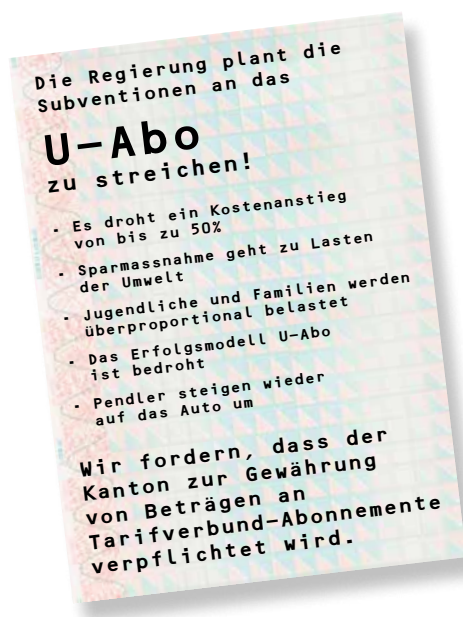 Die Regierung plant die
Subventionen an das
U-Abo
zu streichen!
- Es droht ein Kostenanstieg
von bis zu 50%
- Sparmassnahme geht zu Lasten
der Umwelt
- Jugendliche und Familien werden
überproportional belastet
- Das Erfolgsmodell U-Abo
ist bedroht
- Pendler steigen wieder
auf das Auto um
Wir fordern, dass der
Kanton zur Gewährung
von Beträgen an
Tarifverbund-Abonnemente
verpflichtet wird.